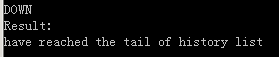 DOWN
Result:
have reached the tail of history list